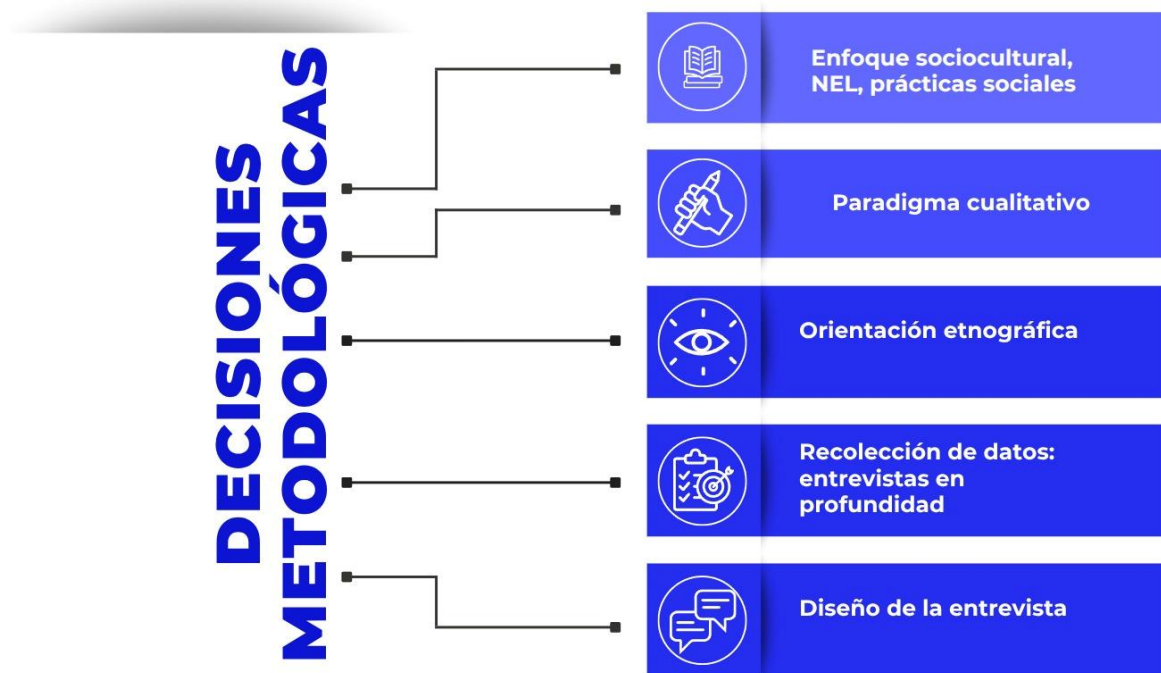 DECISIONES
METODOLÓGICAS
Enfoque sociocultural,
NEL, prácticas sociales
Paradigma cualitativo
Orientación etnográfica
Recolección de datos:
entrevistas en
profundidad
Diseño de la entrevista